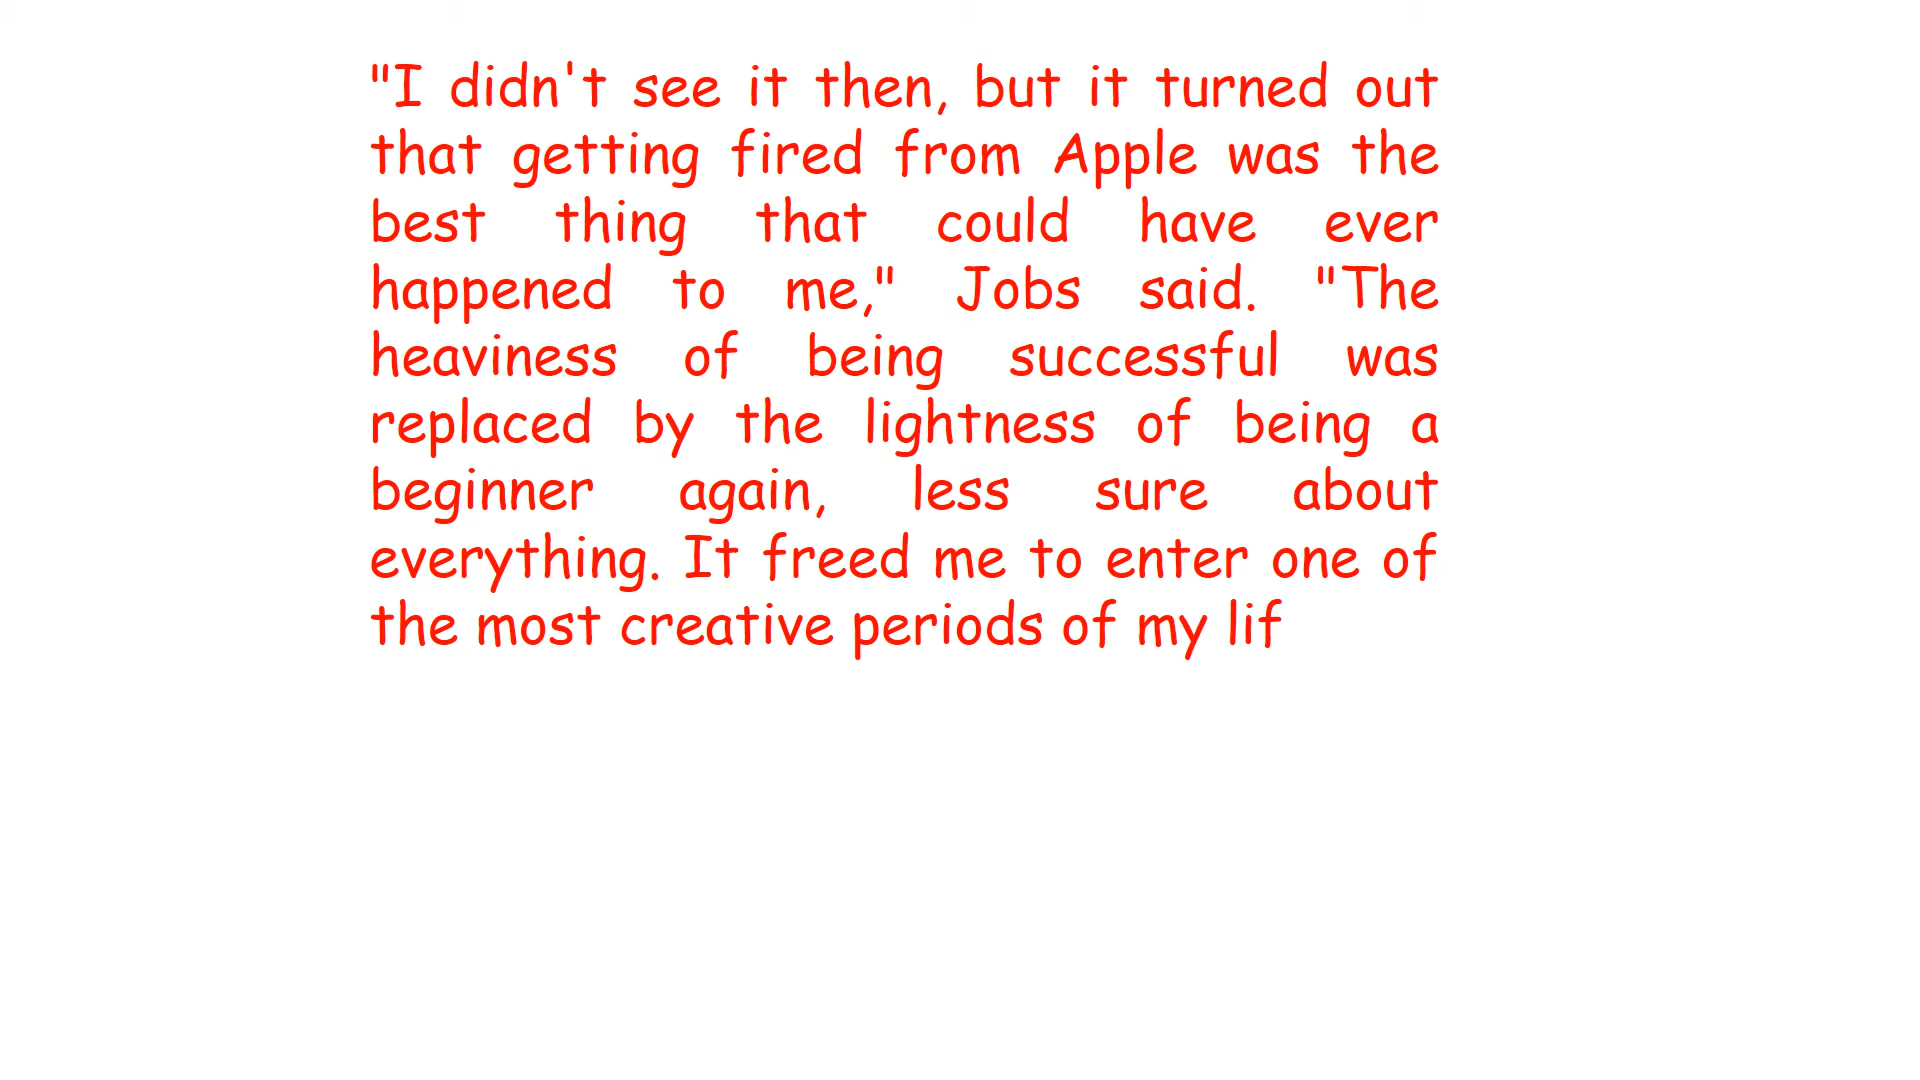 "I didn't see it then, but it turned out
that getting fired from Apple was the
best thing that could have ever
happened to me," Jobs said. "The
heaviness of being successful was
replaced by the lightness of being a
beginner again, less sure about
everything. It freed me to enter one of
the most creative periods of my lif